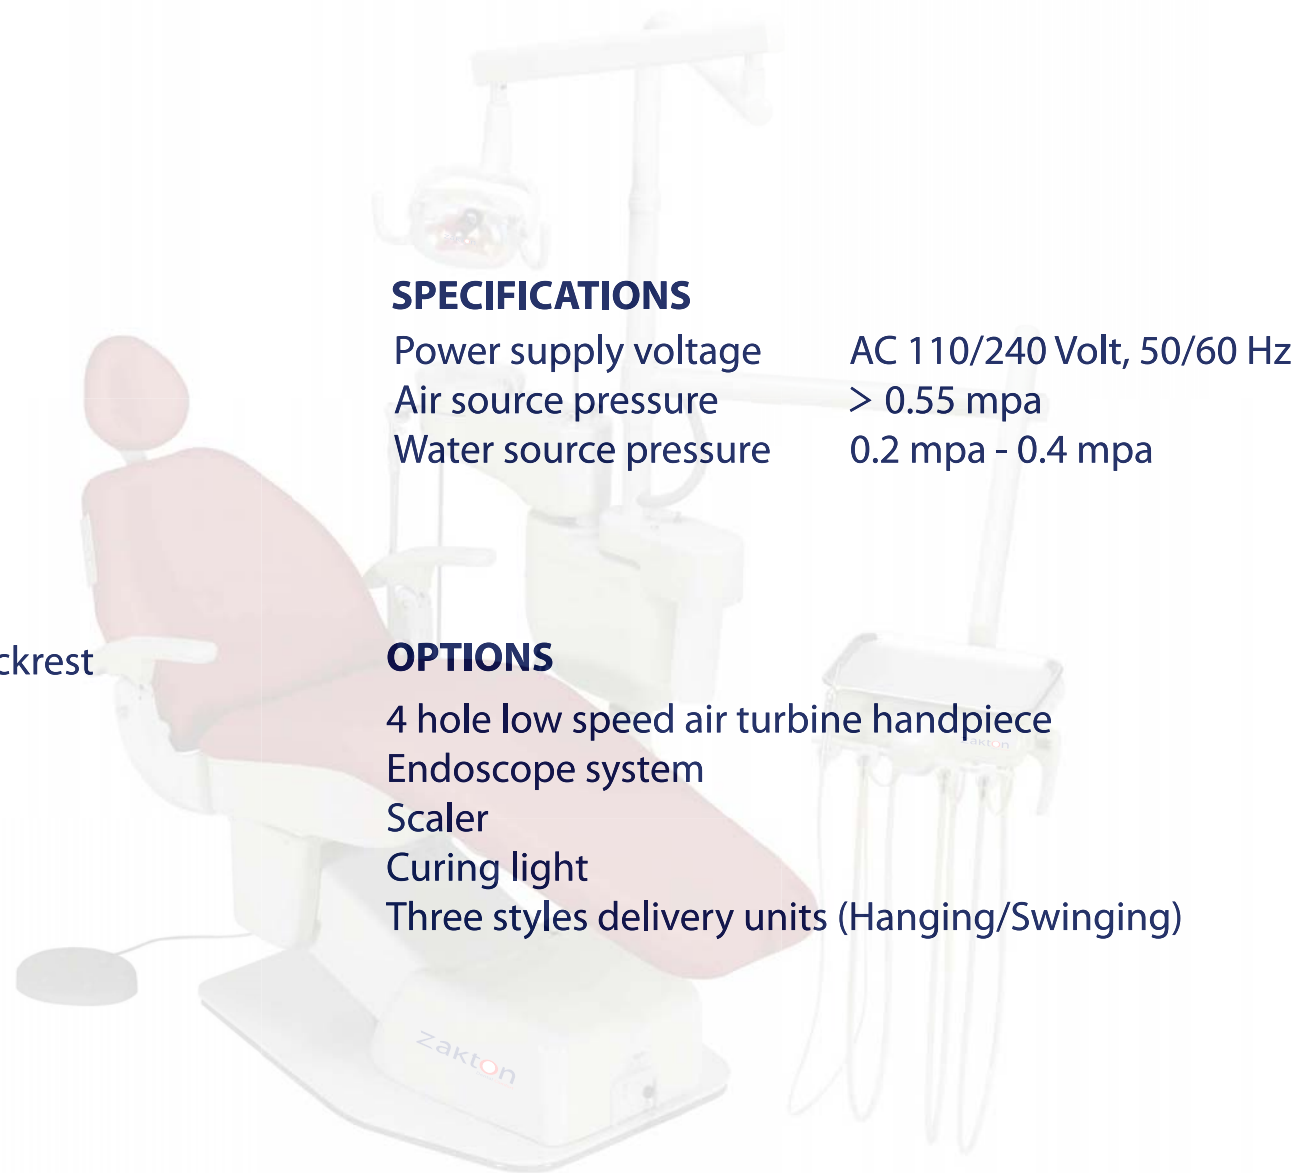 SPECIFICATIONS
Power supply voltage AC 110/240 Volt, 50/60 Hz
Air source pressure > 0.55 mpa
Water source pressure 0.2 mpa - 0.4 mpa
ckrest
OPTIONS
4 hole low speed air turbine handpiece
zakton
Endoscope system
Scaler
Curing light
Three styles delivery units (Hanging/Swinging)
zakton